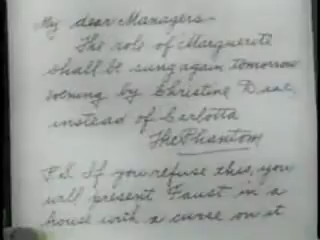 My dear Managers-
The role of Marguerite
shall be sung again tomorrow
evening by Christine Daae,
instead of Carlotta
The Phantom
P.S. If you refuse this, you
will present Faust in a
house with a curse on it